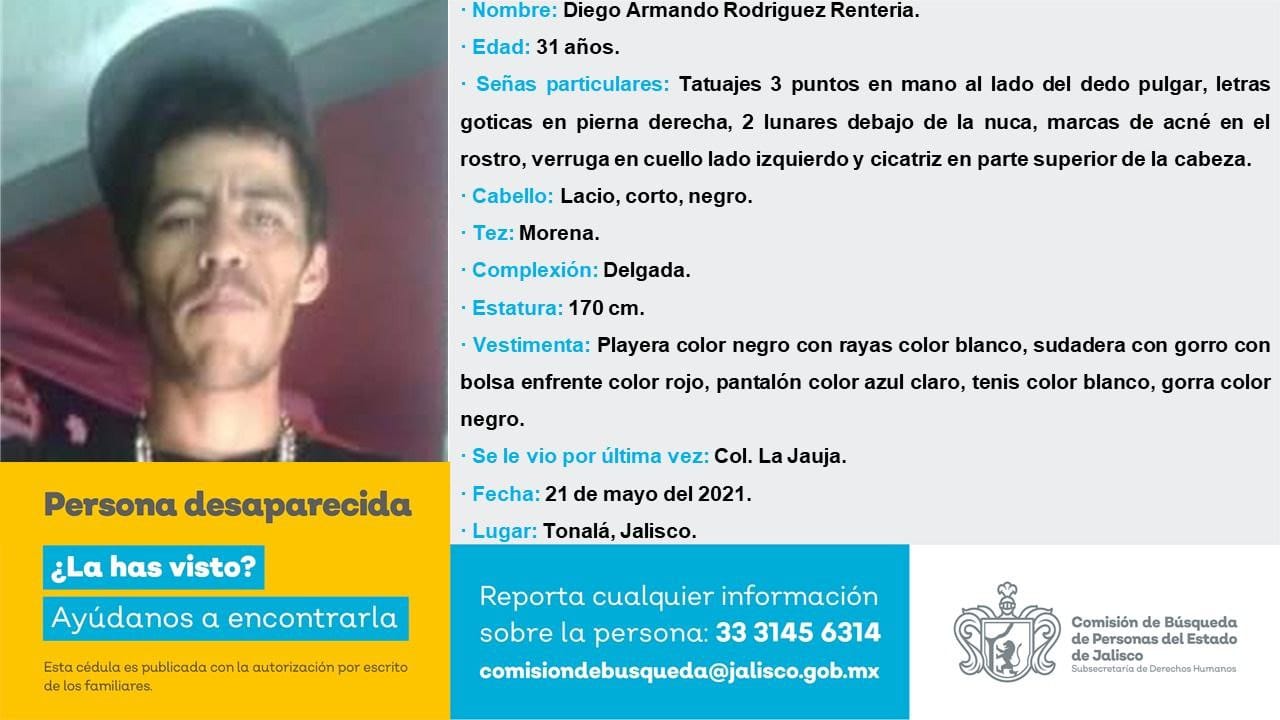 · Nombre: Diego Armando Rodriguez Renteria.
· Edad: 31 años.
· Señas particulares: Tatuajes 3 puntos en mano al lado del dedo pulgar, letras
goticas en pierna derecha, 2 lunares debajo de la nuca, marcas de acné en el
rostro, verruga en cuello lado izquierdo y cicatriz en parte superior de la cabeza.
· Cabello: Lacio, corto, negro.
· Tez: Morena.
· Complexión: Delgada.
· Estatura: 170 cm.
· Vestimenta: Playera color negro con rayas color blanco, sudadera con gorro con
bolsa enfrente color rojo, pantalón color azul claro, tenis color blanco, gorra color
negro.
· Se le vio por última vez: Col. La Jauja.
· Fecha: 21 de mayo del 2021.
· Lugar: Tonalá, Jalisco.
Persona desaparecida
¿La has visto?
Ayúdanos a encontrarla
Esta cédula es publicada con la autorización por escrito
de los familiares.
Reporta cualquier información
sobre la persona: 33 3145 6314
comisiondebusqueda@jalisco.gob.mx
Comisión de Búsqueda
de Personas del Estado
de Jalisco
Subsecretaría de Derechos Humanos